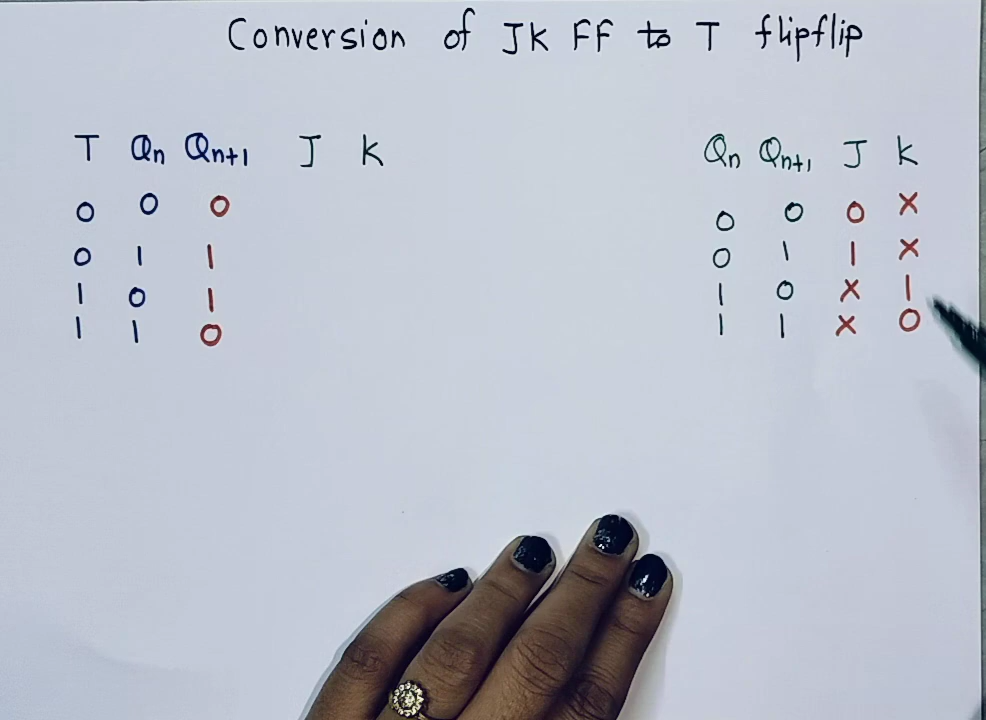 Conversion of JK FF to T flipflip
T Qn Qn+1 J K Qn Qn+1 J K
0 0 0 0 0 0 X
0 1 1 0 1 1 X
1 0 1 1 0 X 1
1 1 0 1 1 X 0